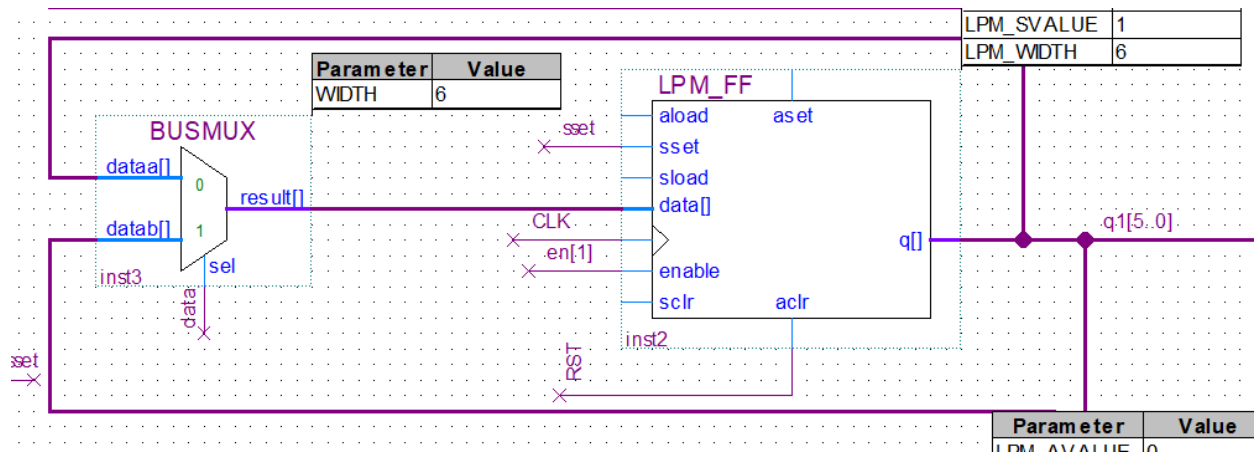 LPM_SVALUE 1
LPM_WIDTH 6
Parameter Value
WIDTH 6
LPM_FF
BUSMUX
aload aset
sset
sset
sload
dataa[]
0
result[]
data[]
datab[]
1
CLK
q1[5..0]
q[]
en[1]
enable
sel
inst3
sclr aclr
data
inst2
RST
sset
Parameter Value
LPM_AVALUE 0